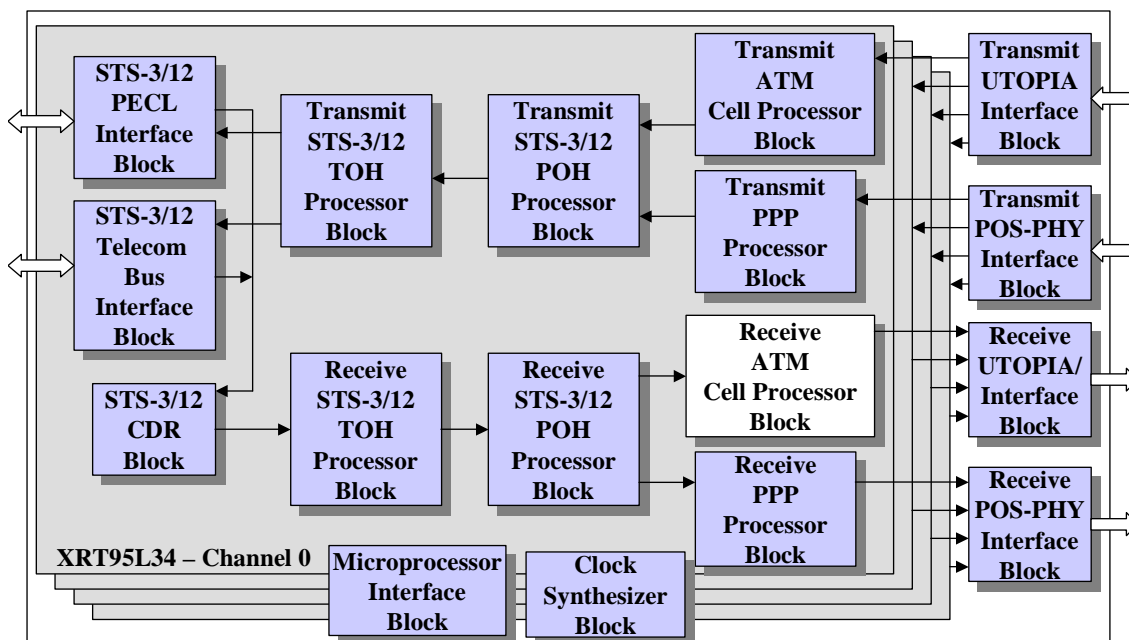 STS-3/12
PECL
Interface
Block
STS-3/12
Telecom
Bus
Interface
Block
STS-3/12
CDR
Block
Transmit
STS-3/12
TOH
Processor
Block
Transmit
STS-3/12
POH
Processor
Block
Transmit
ATM
Cell Processor
Block
Transmit
PPP
Processor
Block
Transmit
UTOPIA
Interface
Block
Transmit
POS-PHY
Interface
Block
Receive
STS-3/12
TOH
Processor
Block
Receive
STS-3/12
POH
Processor
Block
Receive
ATM
Cell Processor
Block
Receive
PPP
Processor
Block
Receive
UTOPIA/
Interface
Block
Receive
POS-PHY
Interface
Block
XRT95L34 – Channel 0
Microprocessor
Interface
Block
Clock
Synthesizer
Block